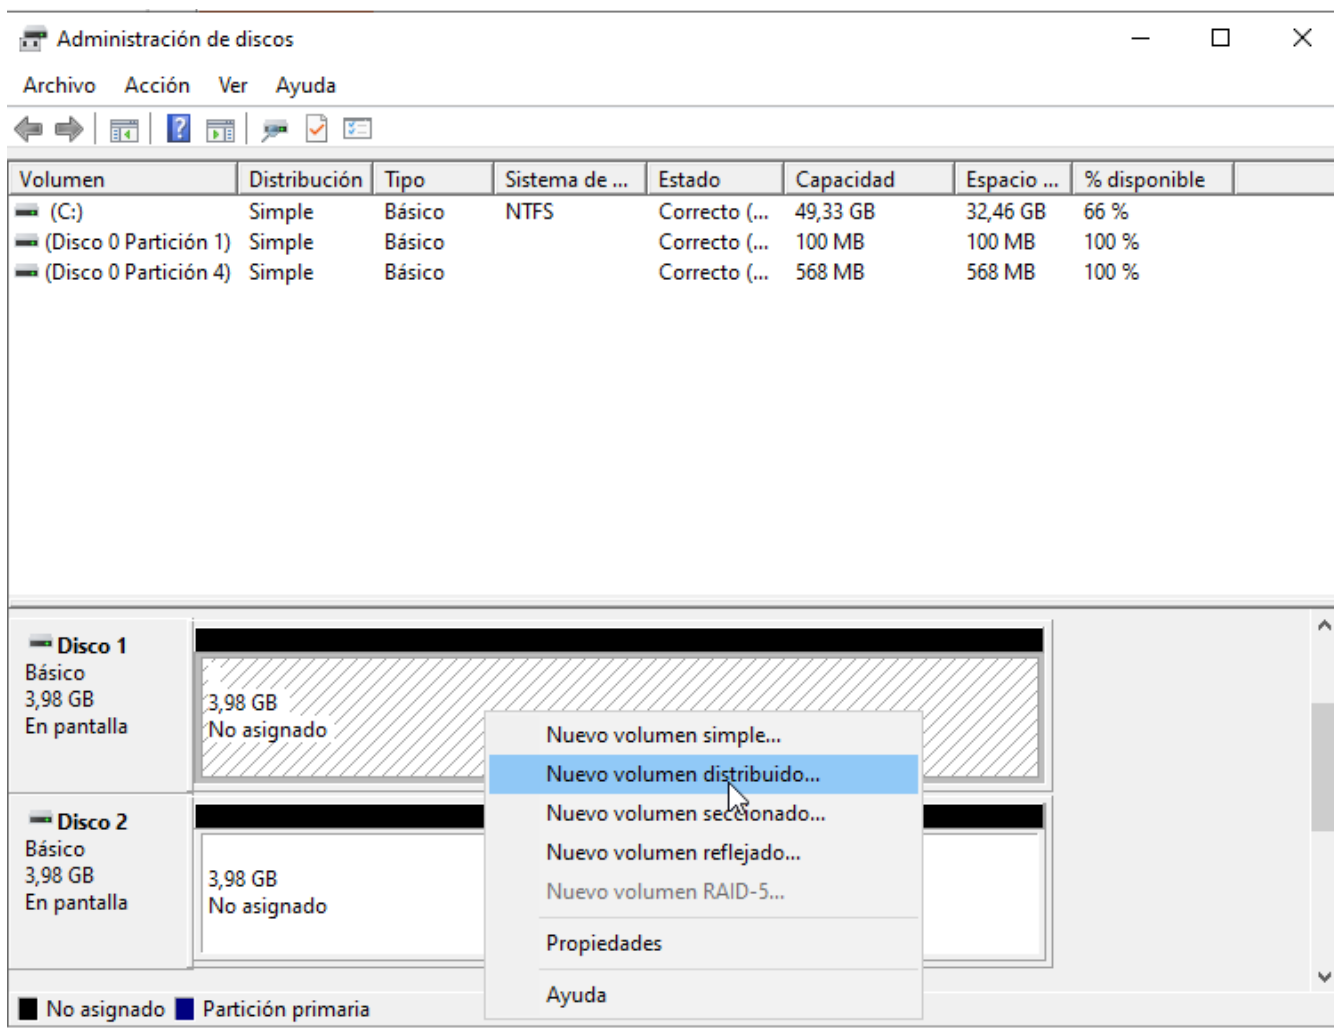 Administración de discos
Archivo Acción Ver Ayuda
Volumen Distribución Tipo Sistema de ... Estado Capacidad Espacio ... % disponible
(C:) Simple Básico NTFS Correcto (... 49,33 GB 32,46 GB 66 %
(Disco 0 Partición 1) Simple Básico Correcto (... 100 MB 100 MB 100 %
(Disco 0 Partición 4) Simple Básico Correcto (... 568 MB 568 MB 100 %
Disco 1
Básico
3,98 GB
En pantalla
3,98 GB
No asignado
Nuevo volumen simple...
Nuevo volumen distribuido...
Nuevo volumen seccionado...
Nuevo volumen reflejado...
Nuevo volumen RAID-5...
Propiedades
Ayuda
Disco 2
Básico
3,98 GB
En pantalla
3,98 GB
No asignado
No asignado Partición primaria